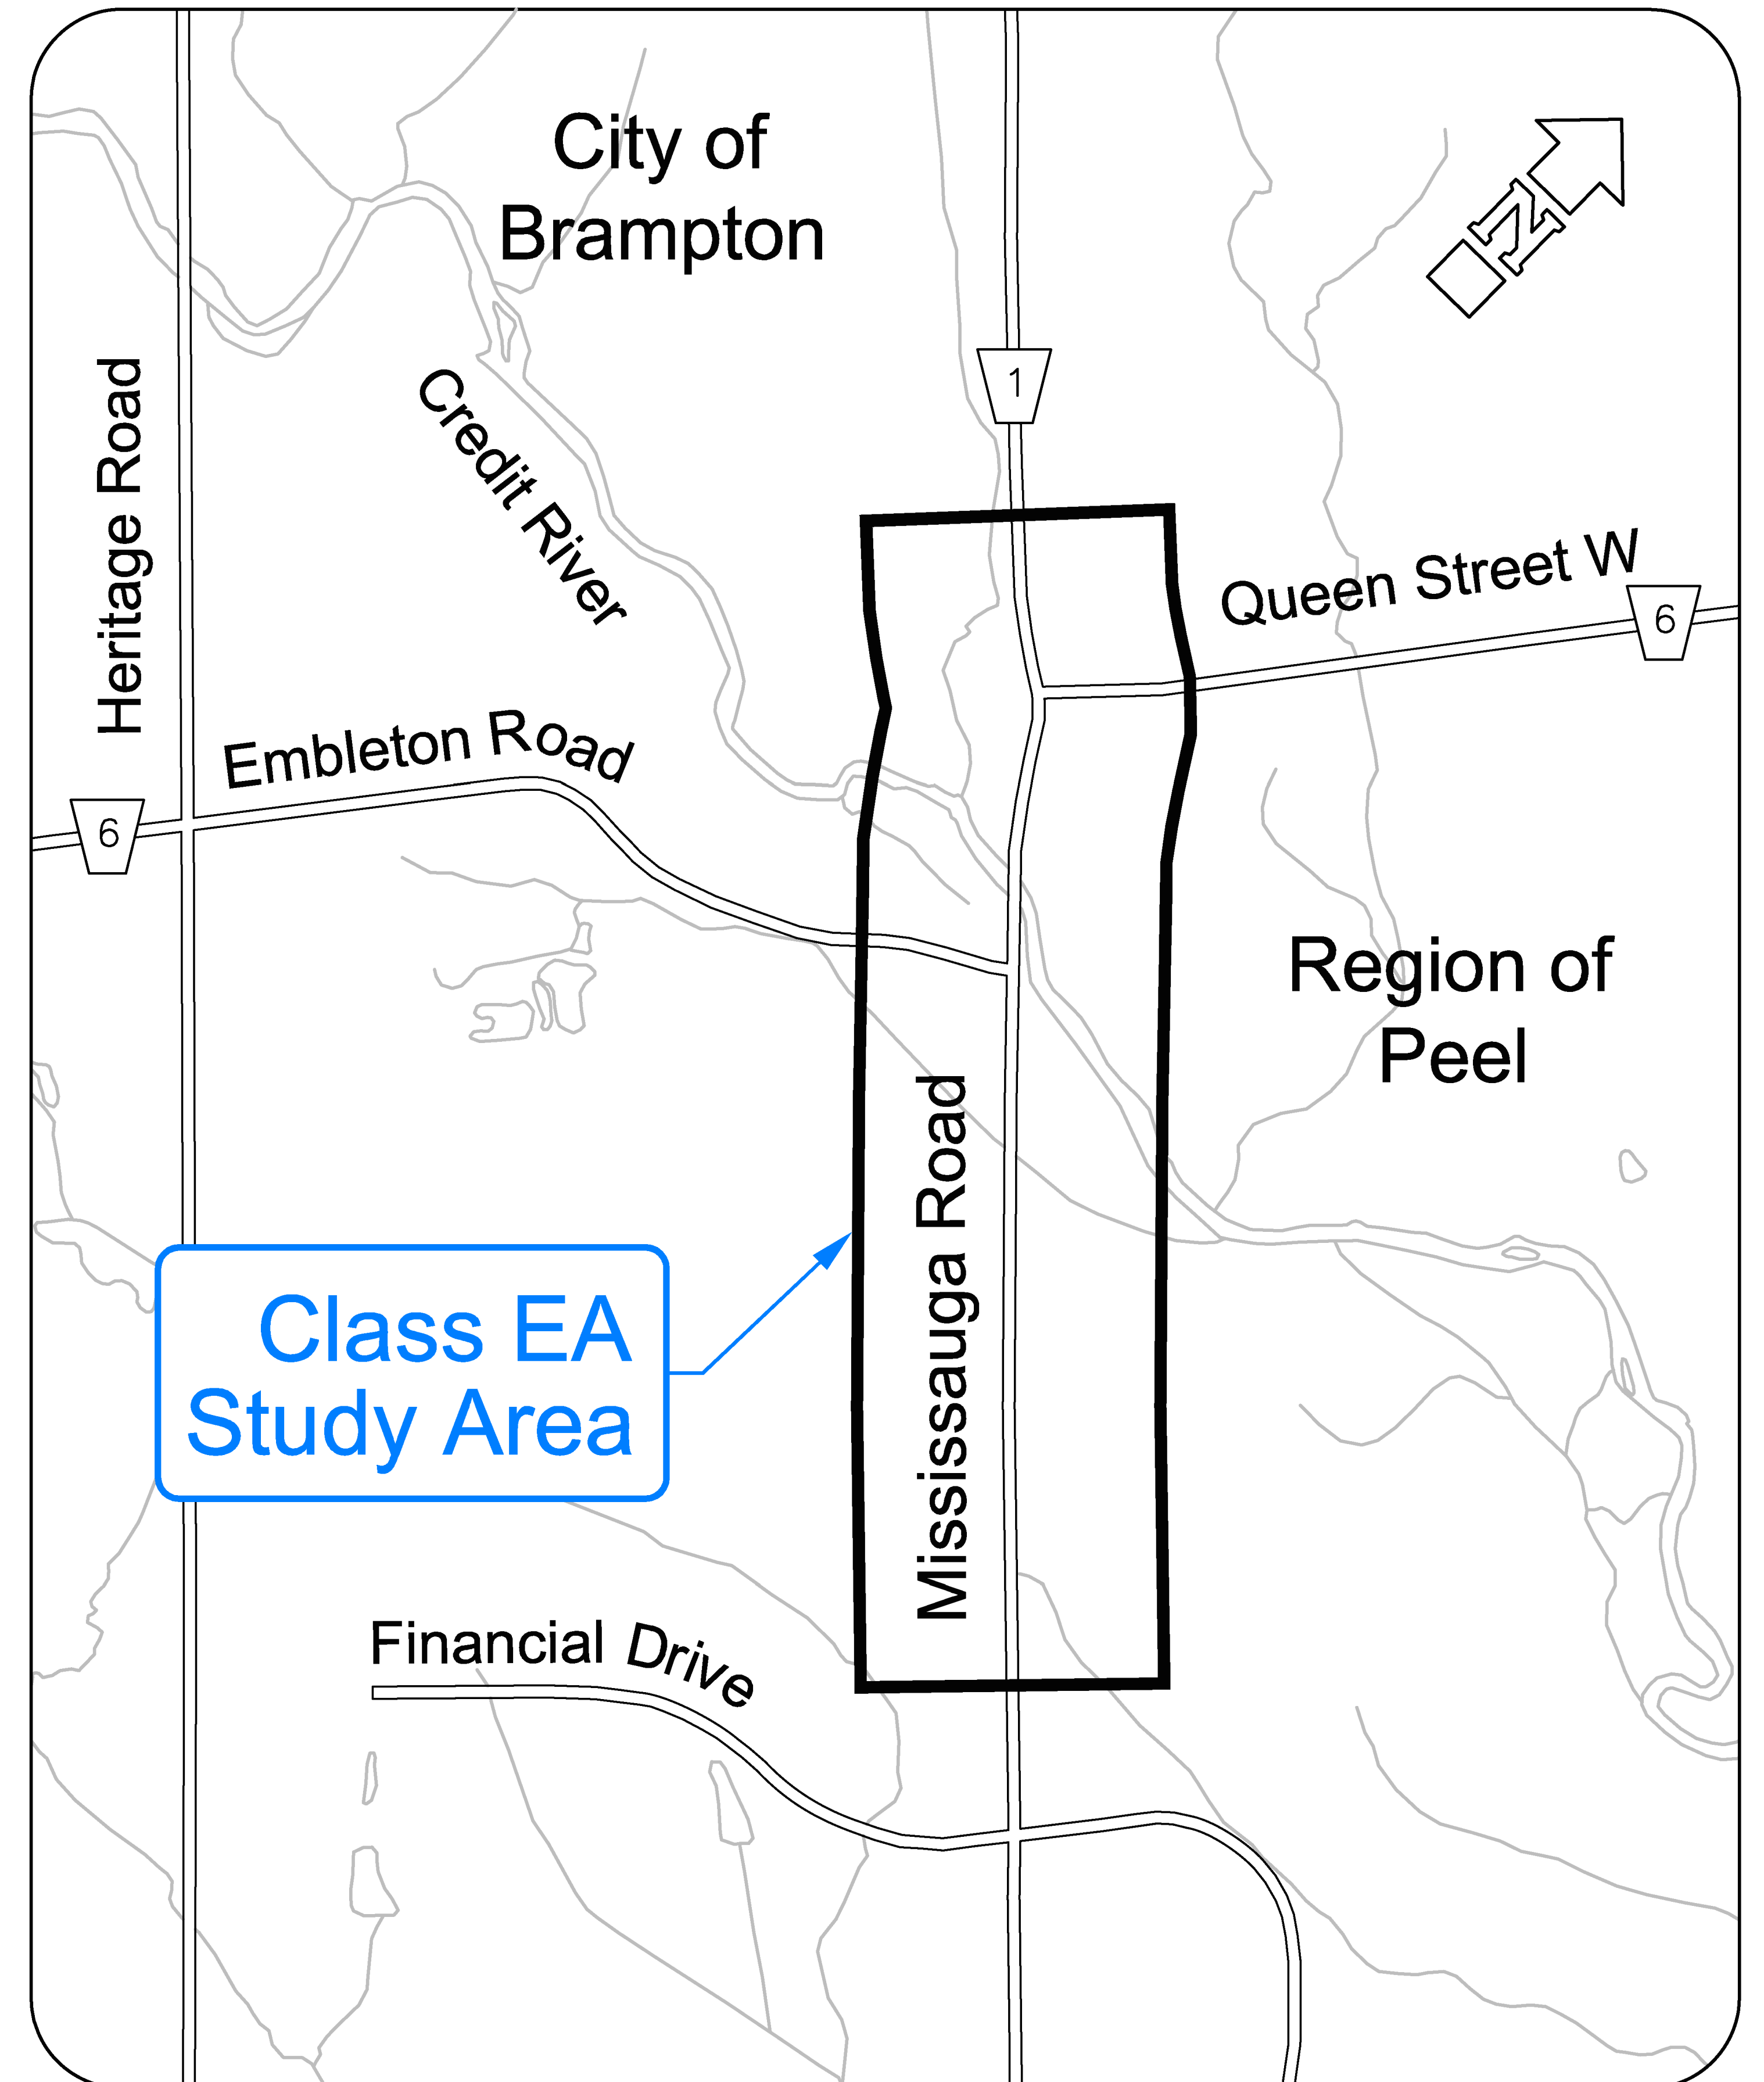 City of
Brampton
N
1
Heritage Road
Credit River
Queen Street W
6
Embleton Road
6
Region of
Peel
Mississauga Road
Class EA
Study Area
Financial Drive